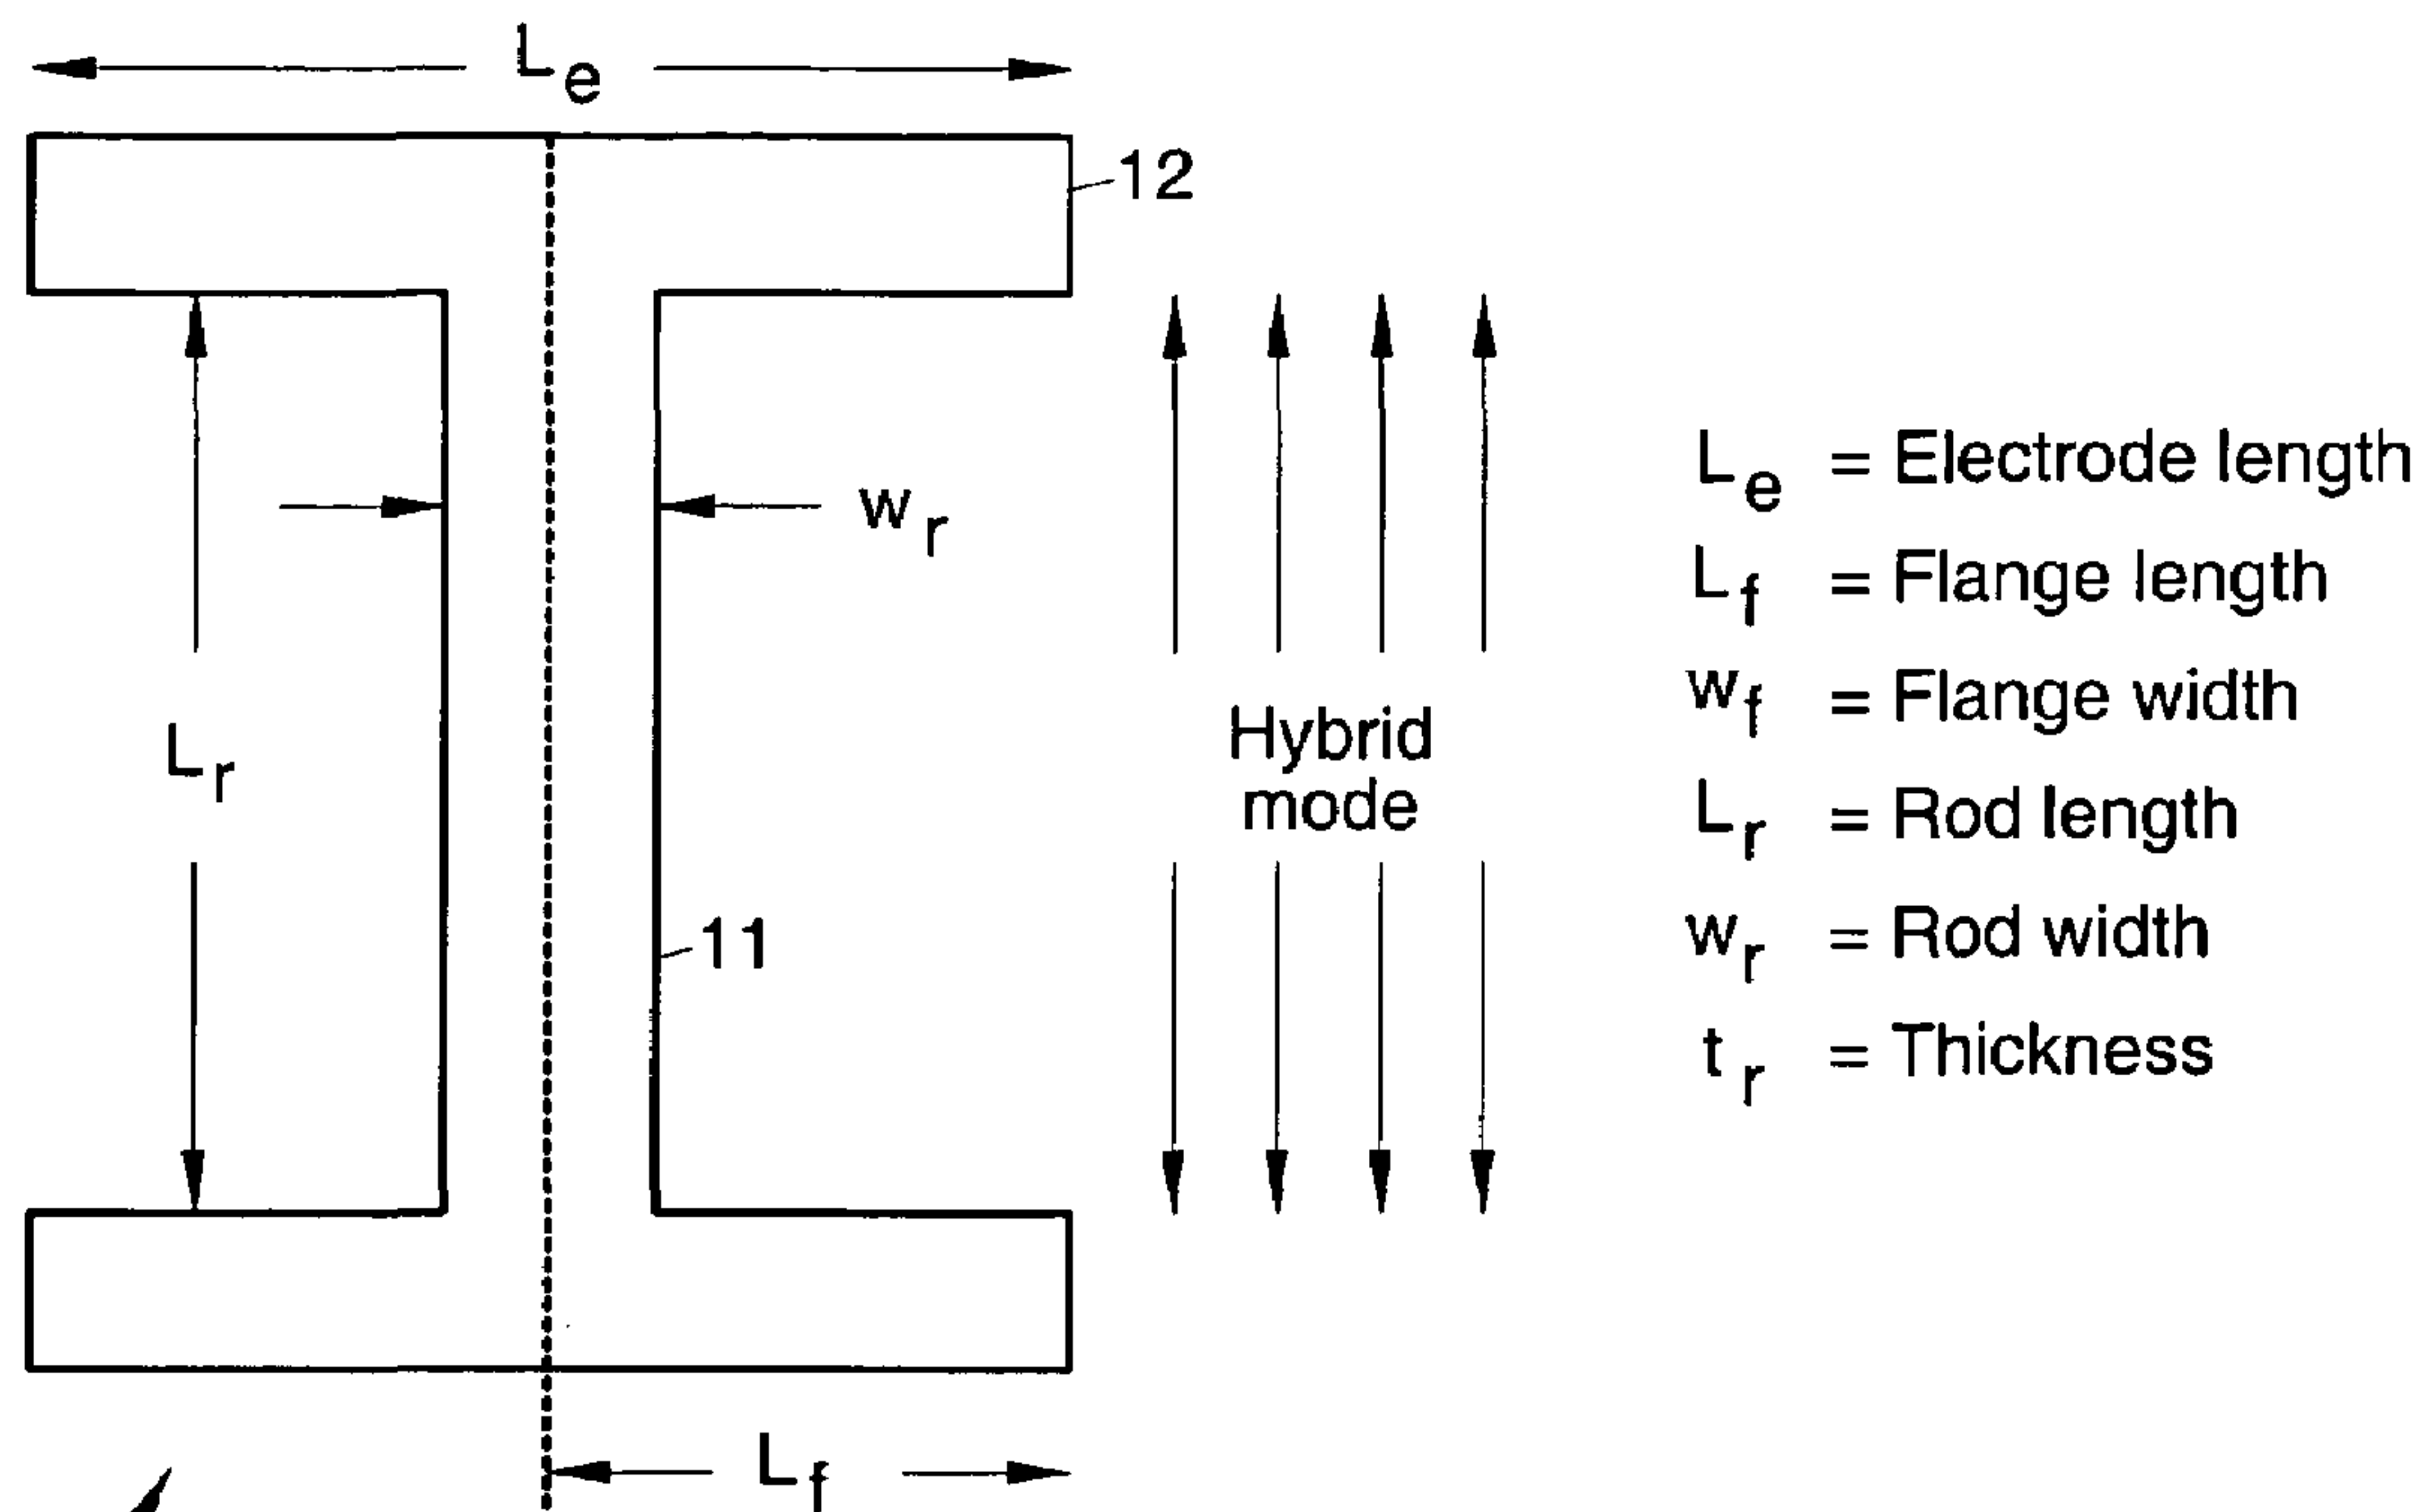 Le
12
wr
Lr
Hybrid
mode
11
Lf
Le = Electrode length
Lf = Flange length
wf = Flange width
Lr = Rod length
wr = Rod width
tr = Thickness